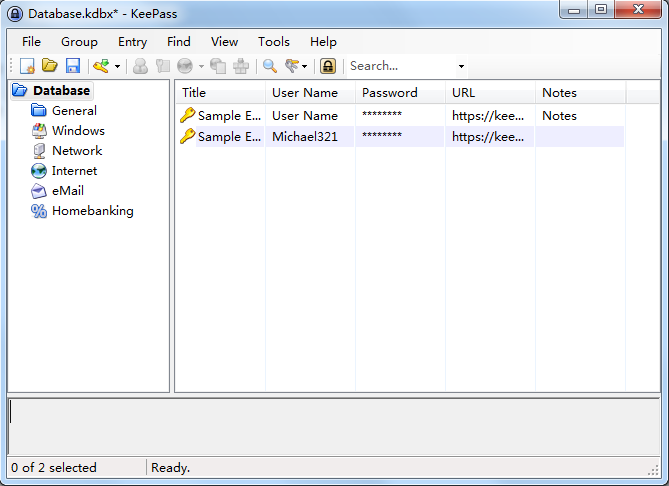 Database.kdbx* - KeePass
File Group Entry Find View Tools Help
Search...
Database
General
Windows
Network
Internet
eMail
Homebanking
Title User Name Password URL Notes
Sample E... User Name ******** https://kee... Notes
Sample E... Michael321 ******** https://kee...
0 of 2 selected Ready.